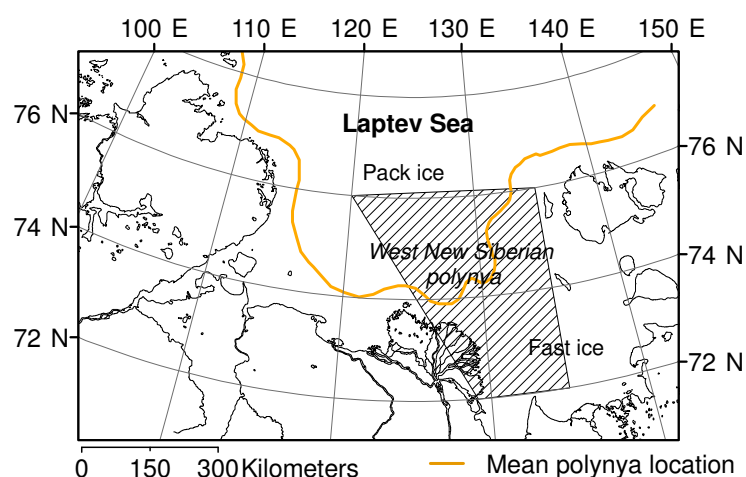 100 E 110 E 120 E 130 E 140 E 150 E
76 N
76 N
Laptev Sea
Pack ice
74 N
74 N
West New Siberian
polynya
72 N
Fast ice
72 N
0 150 300 Kilometers
Mean polynya location